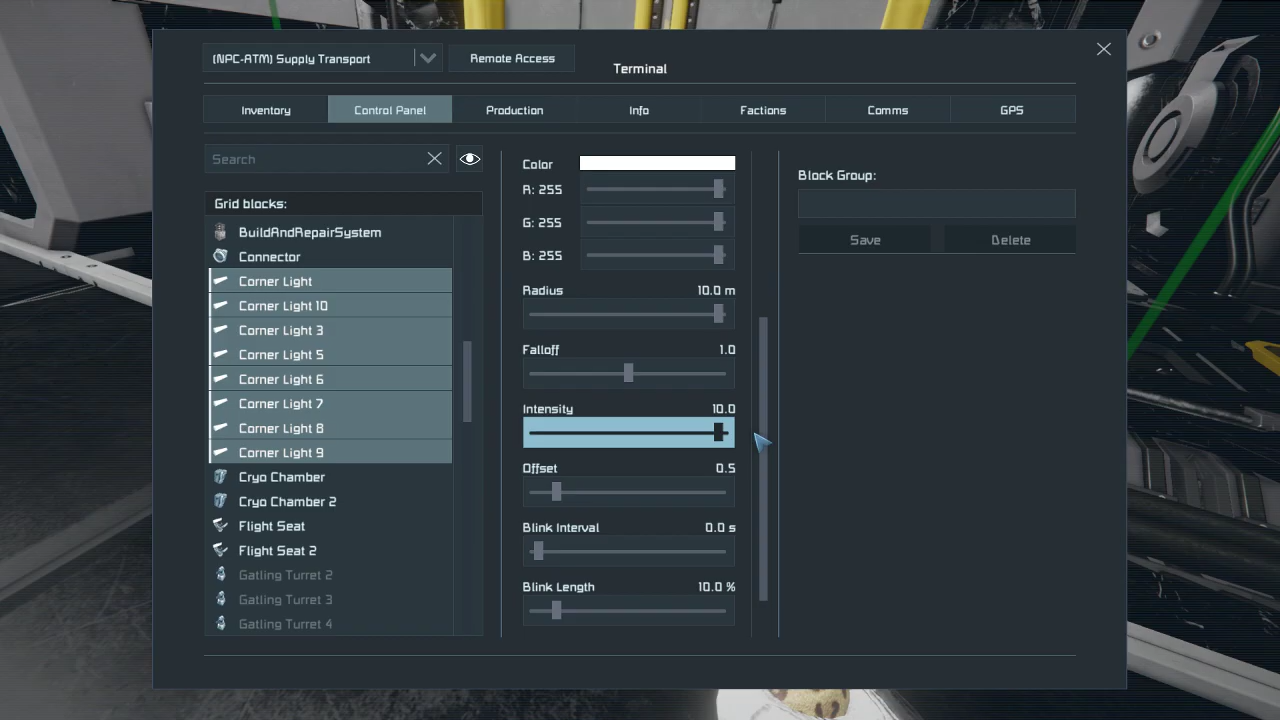 (NPC-ATM) Supply Transport
Remote Access
Terminal
Inventory
Control Panel
Production
Info
Factions
Comms
GPS
Search
Grid blocks:
BuildAndRepairSystem
Connector
Corner Light
Corner Light 10
Corner Light 3
Corner Light 5
Corner Light 6
Corner Light 7
Corner Light 8
Corner Light 9
Cryo Chamber
Cryo Chamber 2
Flight Seat
Flight Seat 2
Gatling Turret 2
Gatling Turret 3
Gatling Turret 4
Color
R: 255
G: 255
B: 255
Radius 10.0 m
Falloff 1.0
Intensity 10.0
Offset 0.5
Blink Interval 0.0 s
Blink Length 10.0 %
Block Group:
Save
Delete